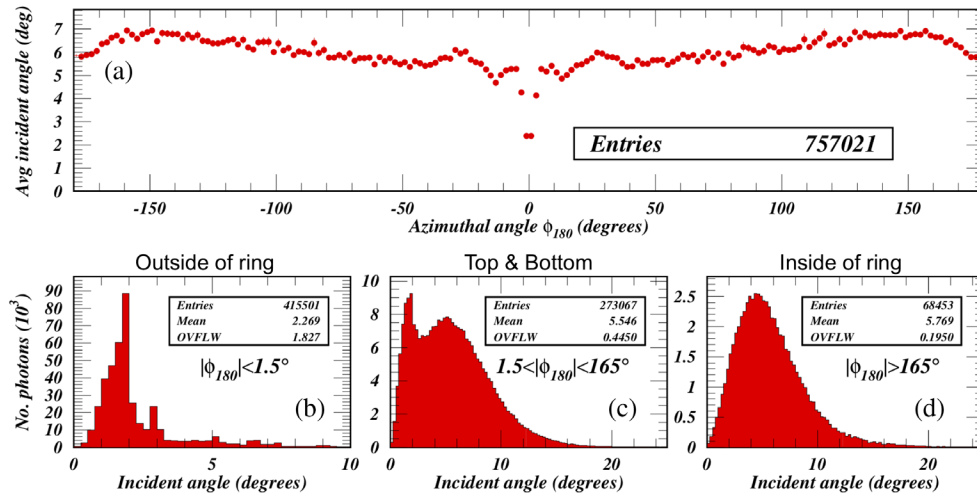 Avg incident angle (deg)
7
6
5
4
3
2
1
0
(a)
Entries 757021
-150 -100 -50 0 50 100 150
Azimuthal angle ϕ180 (degrees)
Outside of ring
No. photons (10³)
90
80
70
60
50
40
30
20
10
0
Entries 415501
Mean 2.269
OVFLW 1.827
|ϕ180|<1.5°
(b)
0 5 10
Incident angle (degrees)
Top & Bottom
10
8
6
4
2
0
Entries 273067
Mean 5.546
OVFLW 0.4450
1.5<|ϕ180|<165°
(c)
0 10 20
Incident angle (degrees)
Inside of ring
2.5
2
1.5
1
0.5
0
Entries 68453
Mean 5.769
OVFLW 0.1950
|ϕ180|>165°
(d)
0 10 20
Incident angle (degrees)